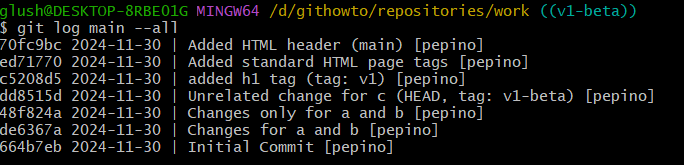 glush@DESKTOP-8RBEO1G MINGW64 /d/githowto/repositories/work ((v1-beta))
$ git log main --all
70fc9bc 2024-11-30 | Added HTML header (main) [pepino]
ed71770 2024-11-30 | Added standard HTML page tags [pepino]
c5208d5 2024-11-30 | added h1 tag (tag: v1) [pepino]
dd8515d 2024-11-30 | Unrelated change for c (HEAD, tag: v1-beta) [pepino]
48f824a 2024-11-30 | Changes only for a and b [pepino]
de6367a 2024-11-30 | Changes for a and b [pepino]
664b7eb 2024-11-30 | Initial Commit [pepino]